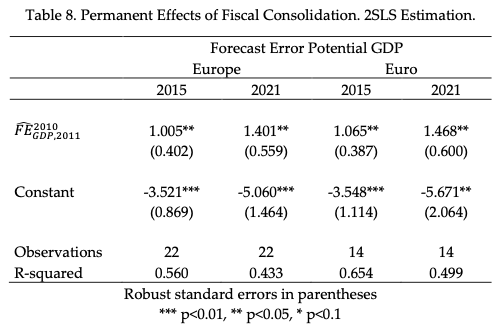 Table 8. Permanent Effects of Fiscal Consolidation. 2SLS Estimation.
Forecast Error Potential GDP
Europe Euro
2015 2021 2015 2021
$\widehat{FE}^{2010}_{GDP,2011}$ 1.005** 1.401** 1.065** 1.468**
(0.402) (0.559) (0.387) (0.600)
Constant -3.521*** -5.060*** -3.548*** -5.671**
(0.869) (1.464) (1.114) (2.064)
Observations 22 22 14 14
R-squared 0.560 0.433 0.654 0.499
Robust standard errors in parentheses
*** p<0.01, ** p<0.05, * p<0.1